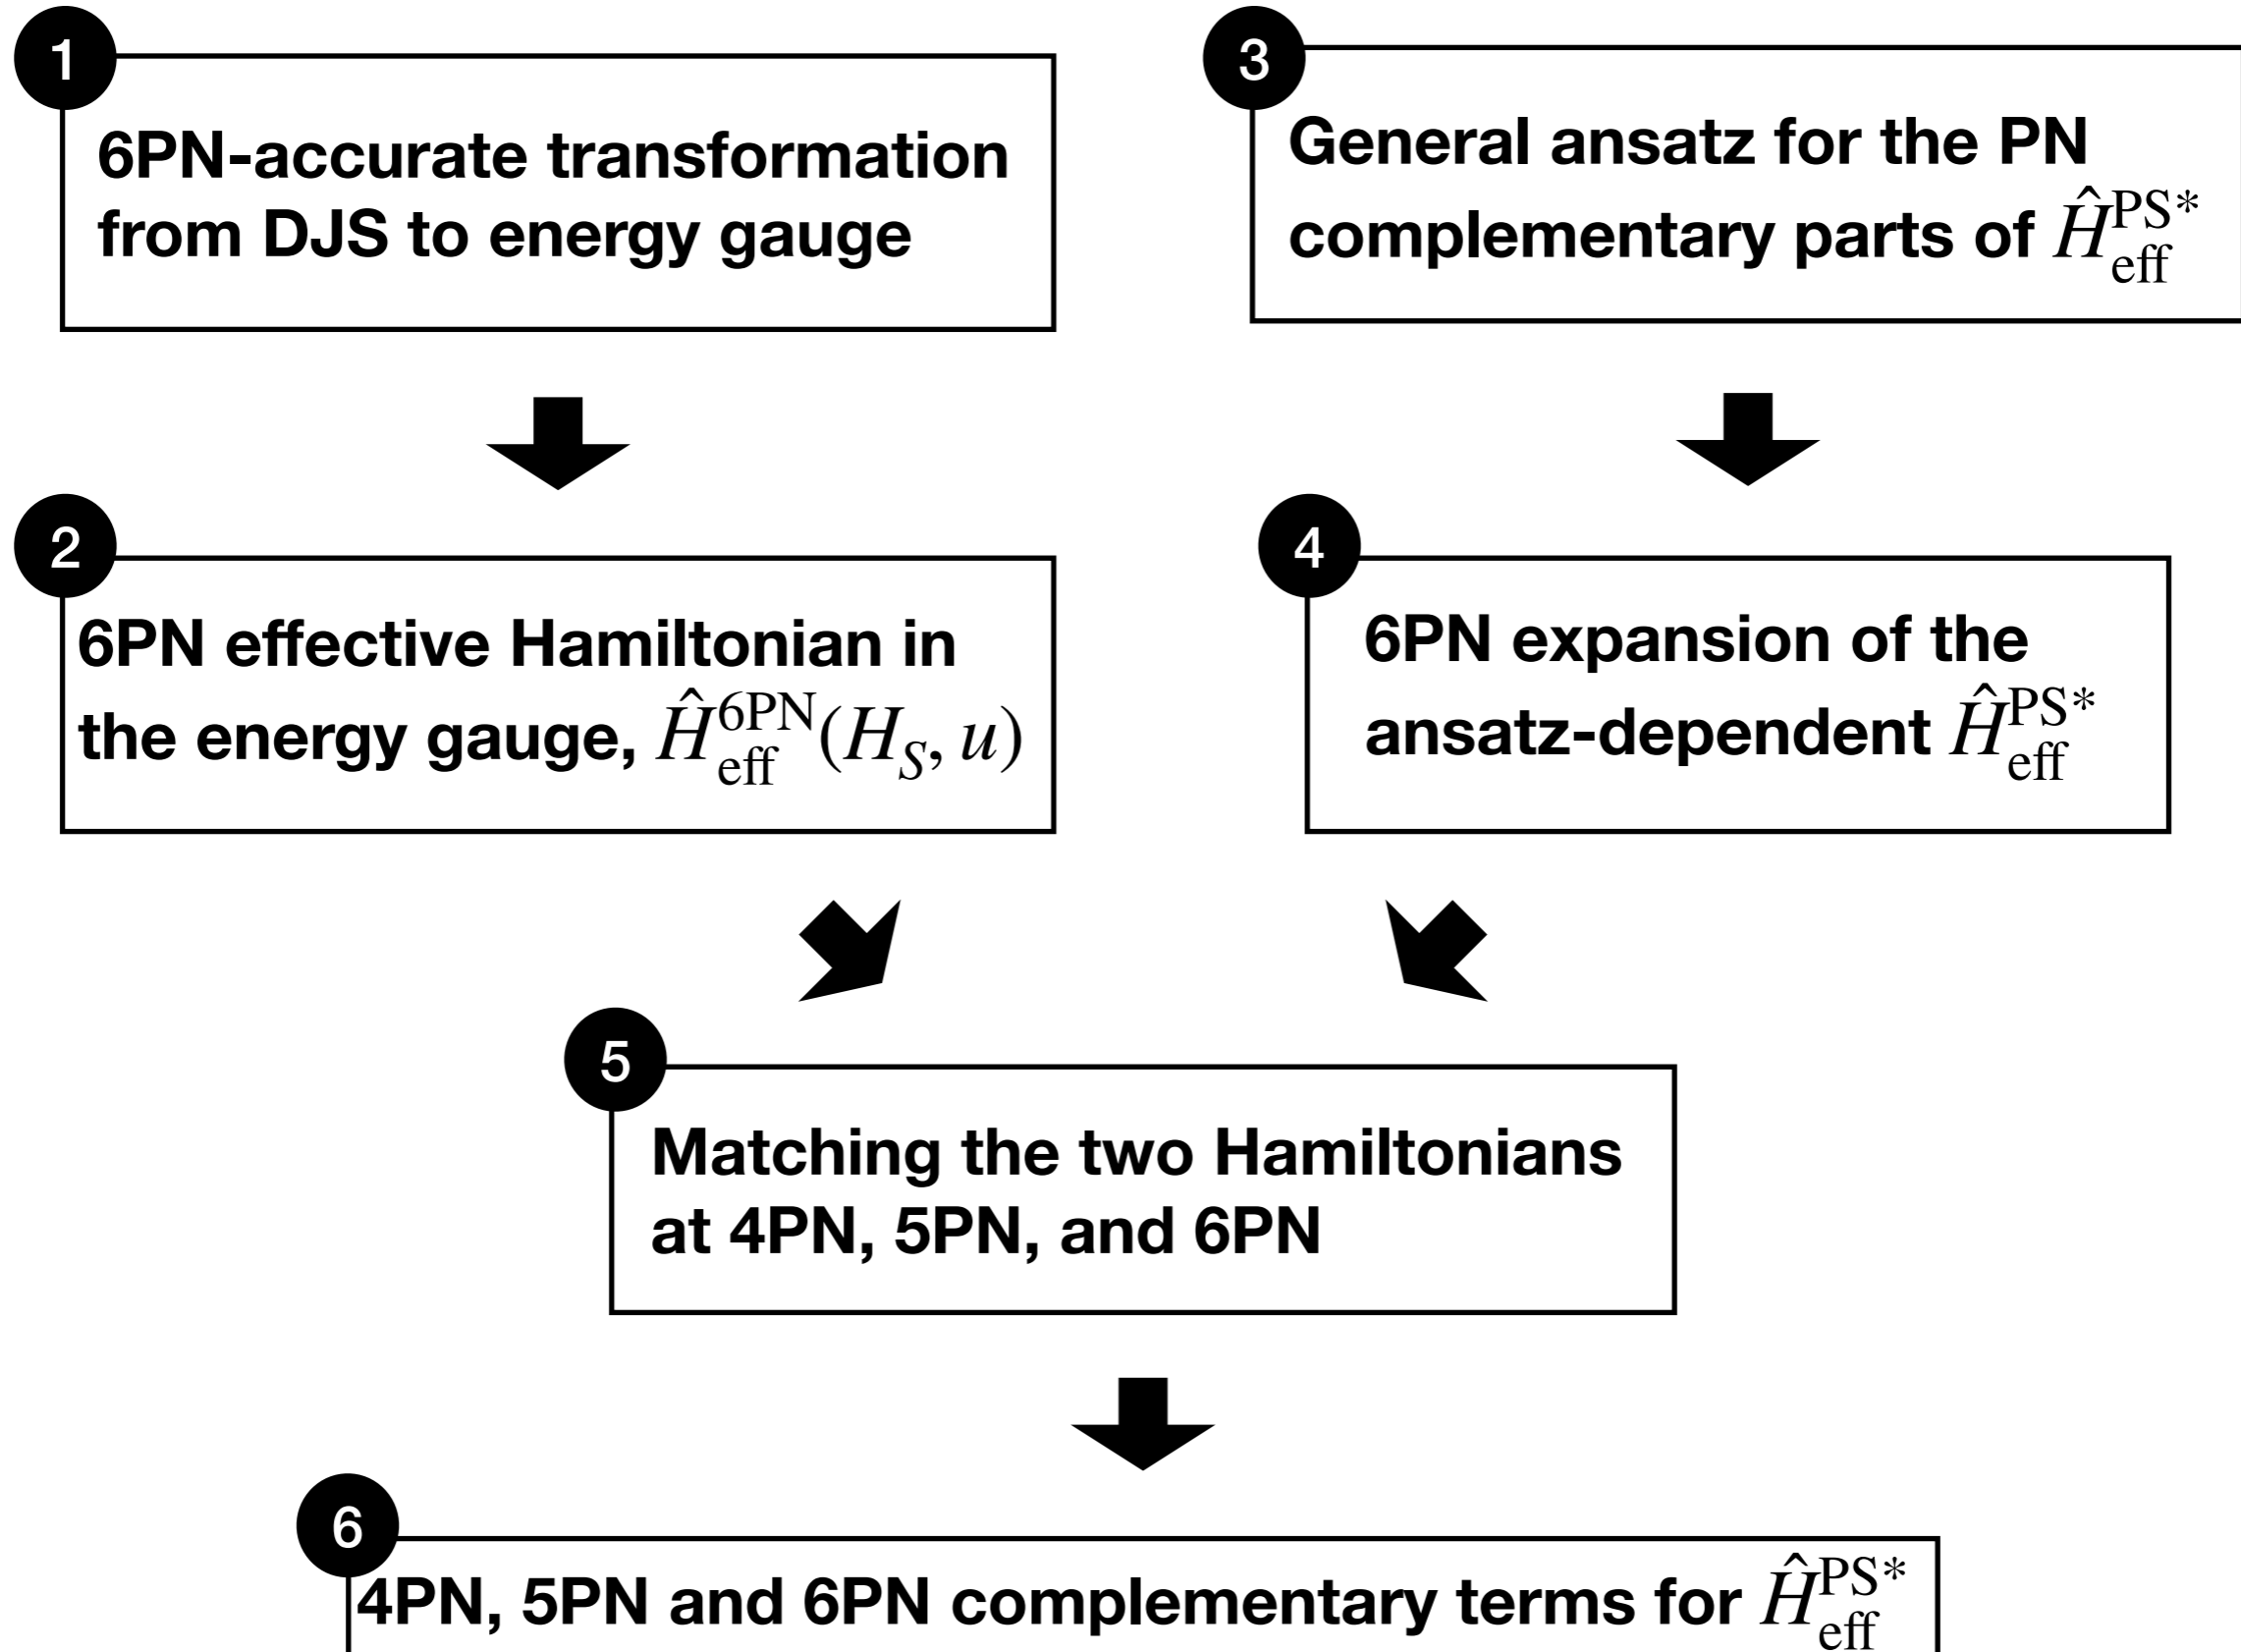 1
6PN-accurate transformation
from DJS to energy gauge
2
6PN effective Hamiltonian in
the energy gauge, Ĥ_eff^6PN(H_S, u)
3
General ansatz for the PN
complementary parts of Ĥ_eff^PS*
4
6PN expansion of the
ansatz-dependent Ĥ_eff^PS*
5
Matching the two Hamiltonians
at 4PN, 5PN, and 6PN
6
4PN, 5PN and 6PN complementary terms for Ĥ_eff^PS*